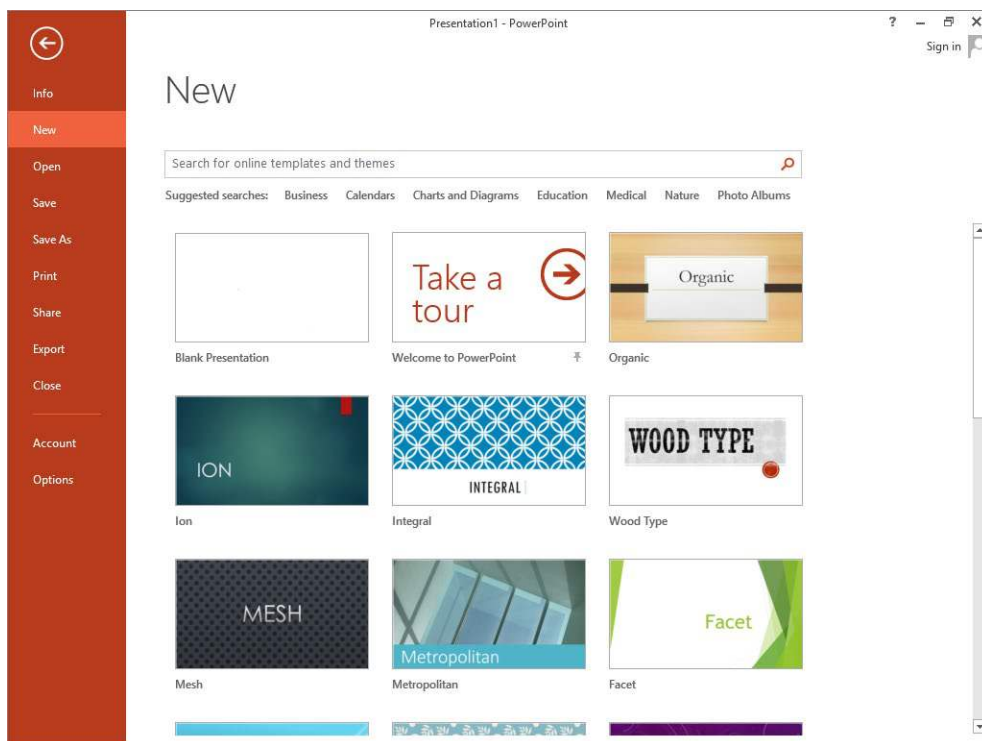 Presentation1 - PowerPoint
?
Sign in
Info
New
Open
Save
Save As
Print
Share
Export
Close
Account
Options
New
Search for online templates and themes
Suggested searches: Business Calendars Charts and Diagrams Education Medical Nature Photo Albums
Take a
tour
Organic
Blank Presentation Welcome to PowerPoint Organic
ION
INTEGRAL
WOOD TYPE
Ion Integral Wood Type
MESH
Metropolitan
Facet
Mesh Metropolitan Facet